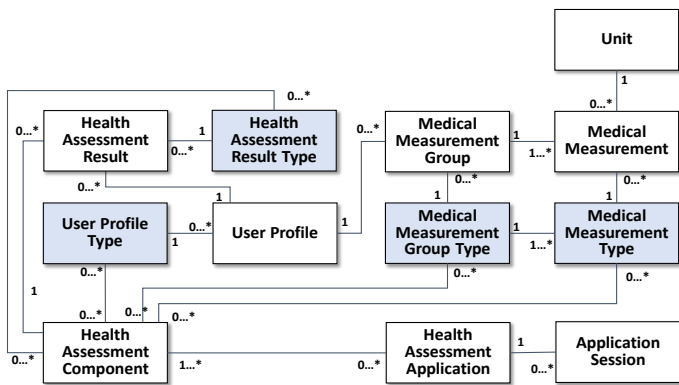 Unit
1
0...*
0...*
0...*
Health
Assessment
Result
1
0...*
Health
Assessment
Result Type
0...*
Medical
Measurement
Group
1
1...*
Medical
Measurement
0...*
1
0...*
1
0...*
1
User Profile
Type
1
0...*
User Profile
1
Medical
Measurement
Group Type
1
1...*
Medical
Measurement
Type
0...*
0...*
0...*
1
0...*
0...*
0...*
0...*
Health
Assessment
Component
1...*
0...*
Health
Assessment
Application
1
0...*
Application
Session